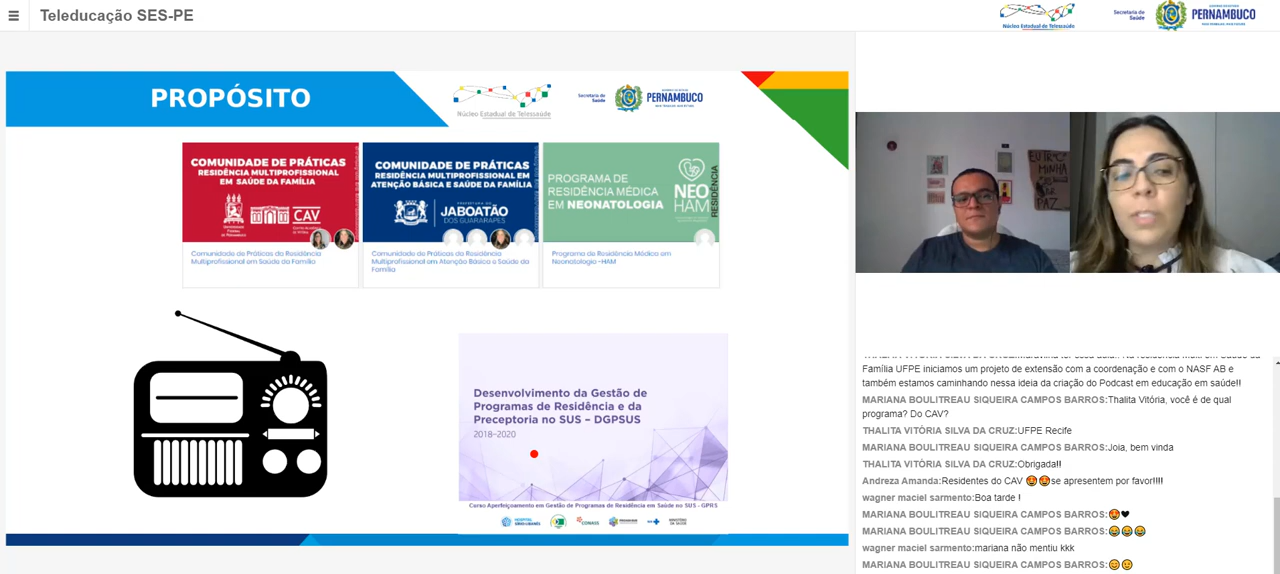 Teleducação SES-PE
Núcleo Estadual de Telessaúde
Secretaria de
Saúde
PERNAMBUCO
PROPÓSITO
Núcleo Estadual de Telessaúde
Secretaria de
Saúde
PERNAMBUCO
COMUNIDADE DE PRÁTICAS
RESIDÊNCIA MULTIPROFISSIONAL
EM SAÚDE DA FAMÍLIA
CAV
Comunidade de Práticas da Residência
Multiprofissional em Saúde da Família
COMUNIDADE DE PRÁTICAS
RESIDÊNCIA MULTIPROFISSIONAL EM
ATENÇÃO BÁSICA E SAÚDE DA FAMÍLIA
JABOATÃO
DOS GUARARAPES
Comunidade de Práticas da Residência
Multiprofissional em Atenção Básica e Saúde da
Família
PROGRAMA DE
RESIDÊNCIA MÉDICA
EM NEONATOLOGIA
NEO
HAM
RESIDÊNCIA
Programa de Residência Médica em
Neonatologia -HAM
Desenvolvimento da Gestão de
Programas de Residência e da
Preceptoria no SUS – DGPSUS
2018–2020
Curso Aperfeiçoamento em Gestão de Programas de Residência em Saúde no SUS - GPRS
CONASS
Família UFPE iniciamos um projeto de extensão com a coordenação e com o NASF AB e
também estamos caminhando nessa ideia da criação do Podcast em educação em saúde!!
MARIANA BOULITREAU SIQUEIRA CAMPOS BARROS:Thalita Vitória, você é de qual
programa? Do CAV?
THALITA VITÓRIA SILVA DA CRUZ:UFPE Recife
MARIANA BOULITREAU SIQUEIRA CAMPOS BARROS:Joia, bem vinda
THALITA VITÓRIA SILVA DA CRUZ:Obrigada!!
Andreza Amanda:Residentes do CAV 🥰🥰se apresentem por favor!!!!
wagner maciel sarmento:Boa tarde !
MARIANA BOULITREAU SIQUEIRA CAMPOS BARROS:🥰🖤
MARIANA BOULITREAU SIQUEIRA CAMPOS BARROS:😂😂😂
wagner maciel sarmento:mariana não mentiu kkk
MARIANA BOULITREAU SIQUEIRA CAMPOS BARROS:😊😉